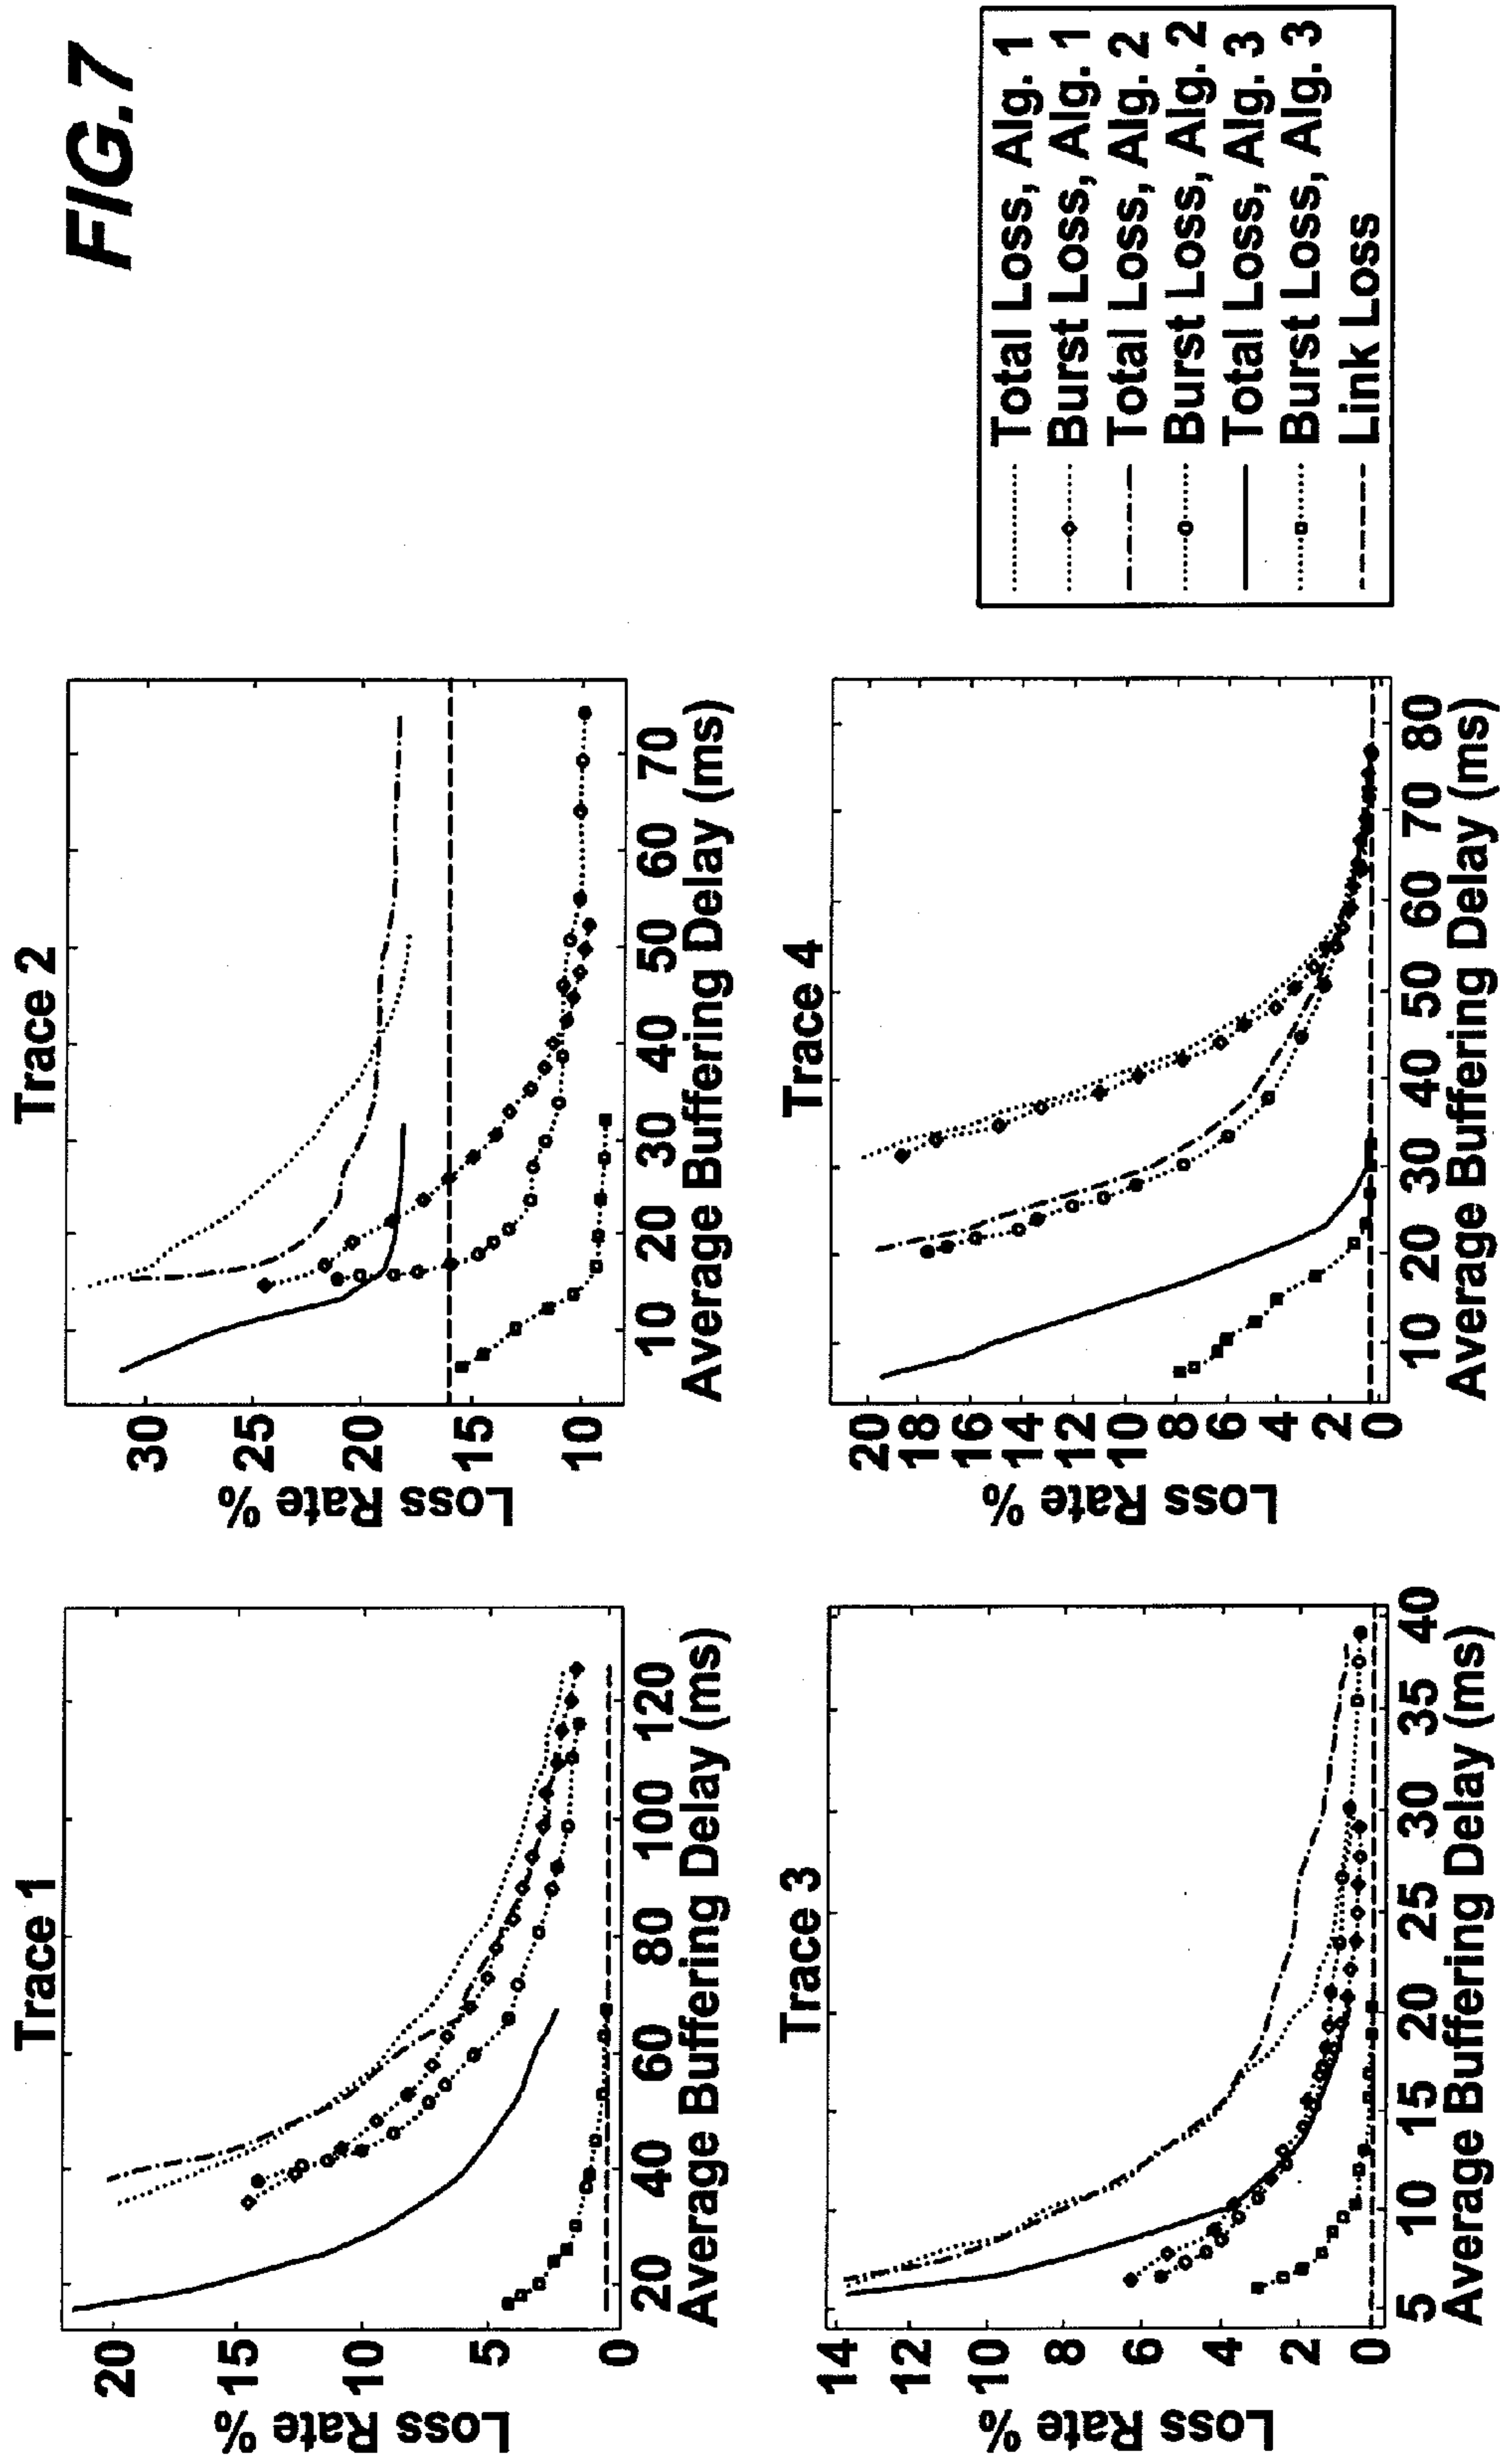 FIG.7
Trace 1
Loss Rate %
20
15
10
5
0
20 40 60 80 100 120
Average Buffering Delay (ms)
Trace 2
Loss Rate %
30
25
20
15
10
10 20 30 40 50 60 70
Average Buffering Delay (ms)
Trace 3
Loss Rate %
14
12
10
8
6
4
2
0
5 10 15 20 25 30 35 40
Average Buffering Delay (ms)
Trace 4
Loss Rate %
20
18
16
14
12
10
8
6
4
2
0
10 20 30 40 50 60 70 80
Average Buffering Delay (ms)
Total Loss, Alg. 1
Burst Loss, Alg. 1
Total Loss, Alg. 2
Burst Loss, Alg. 2
Total Loss, Alg. 3
Burst Loss, Alg. 3
Link Loss